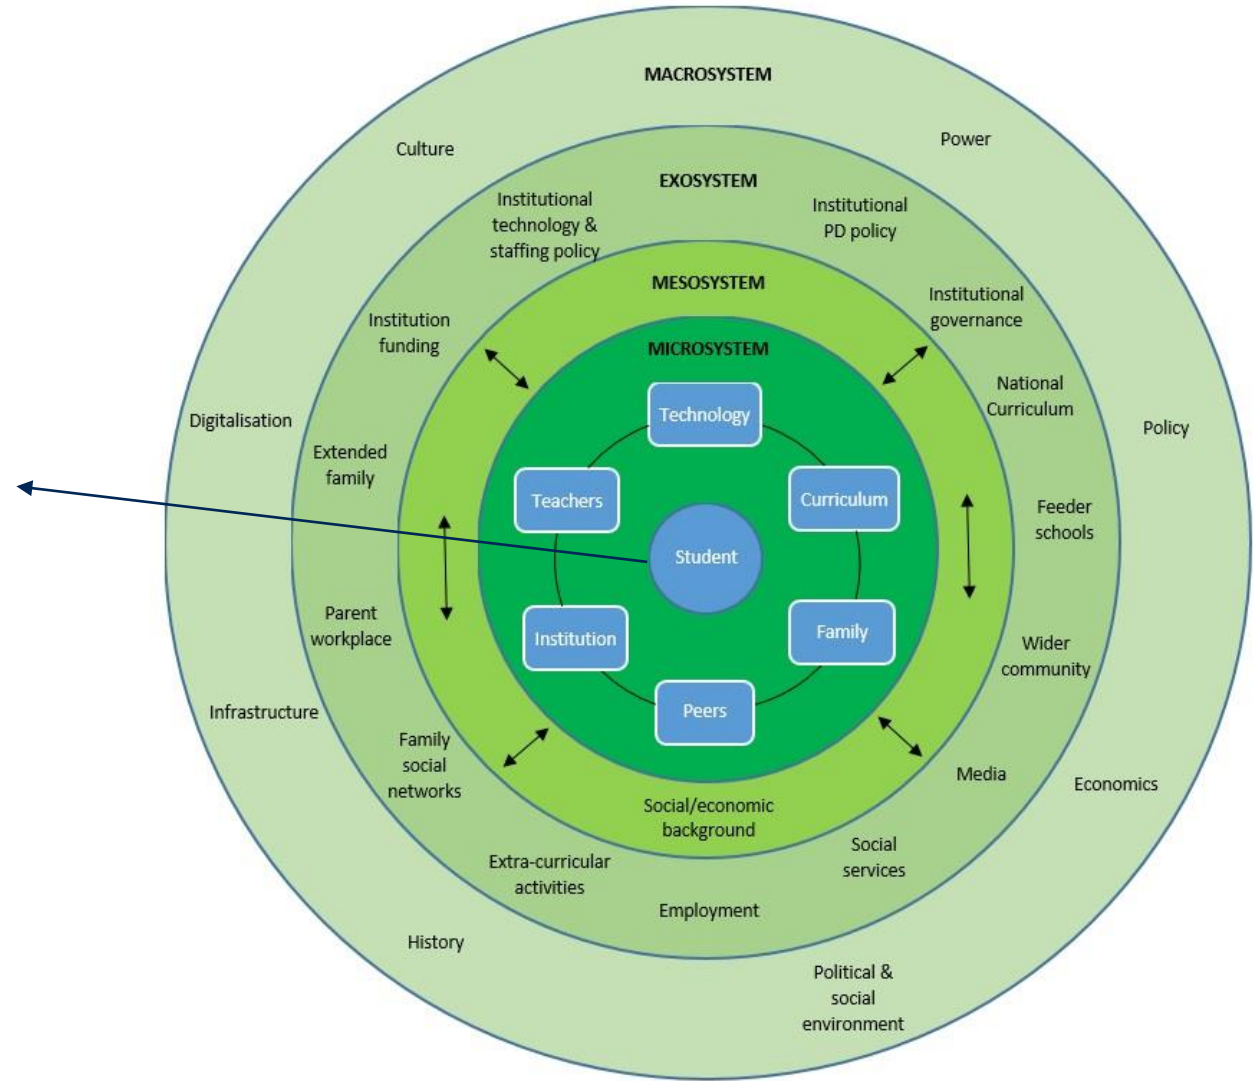 MACROSYSTEM
Power
Culture
EXOSYSTEM
Institutional
technology &
staffing policy
Institutional
PD policy
MESOSYSTEM
Institutional
governance
Institution
funding
MICROSYSTEM
National
Curriculum
Technology
Digitalisation
Policy
Extended
family
Teachers
Curriculum
Feeder
schools
Student
Parent
workplace
Institution
Family
Wider
community
Infrastructure
Peers
Family
social
networks
Media
Economics
Social/economic
background
Social
services
Extra-curricular
activities
Employment
History
Political &
social
environment